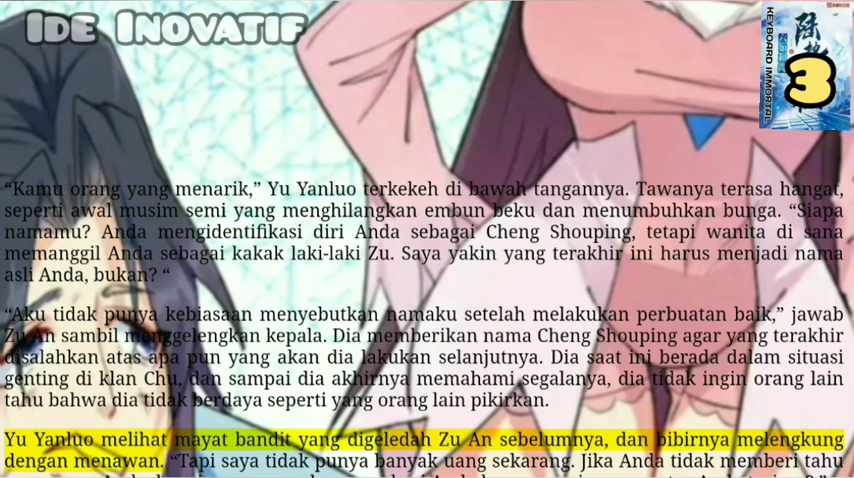 IDE INOVATIF
KEYBOARD IMMORTAL
3
“Kamu orang yang menarik,” Yu Yanluo terkekeh di bawah tangannya. Tawanya terasa hangat,
seperti awal musim semi yang menghilangkan embun beku dan menumbuhkan bunga. “Siapa
namamu? Anda mengidentifikasi diri Anda sebagai Cheng Shouping, tetapi wanita di sana
memanggil Anda sebagai kakak laki-laki Zu. Saya yakin yang terakhir ini harus menjadi nama
asli Anda, bukan? “
“Aku tidak punya kebiasaan menyebutkan namaku setelah melakukan perbuatan baik,” jawab
Zu An sambil menggelengkan kepala. Dia memberikan nama Cheng Shouping agar yang terakhir
disalahkan atas apa pun yang akan dia lakukan selanjutnya. Dia saat ini berada dalam situasi
genting di klan Chu, dan sampai dia akhirnya memahami segalanya, dia tidak ingin orang lain
tahu bahwa dia tidak berdaya seperti yang orang lain pikirkan.
Yu Yanluo melihat mayat bandit yang digeledah Zu An sebelumnya, dan bibirnya melengkung
dengan menawan. “Tapi saya tidak punya banyak uang sekarang. Jika Anda tidak memberi tahu